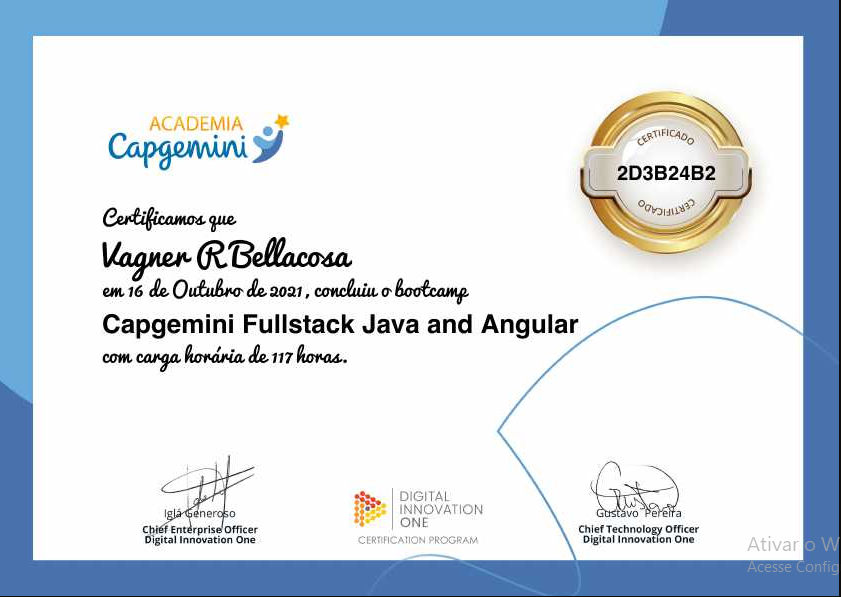 ACADEMIA
Capgemini
CERTIFICADO
2D3B24B2
CERTIFICADO
Certificamos que
Vagner R Bellacosa
em 16 de Outubro de 2021, concluiu o bootcamp
Capgemini Fullstack Java and Angular
com carga horária de 117 horas.
Iglá Generoso
Chief Enterprise Officer
Digital Innovation One
DIGITAL
INNOVATION
ONE
CERTIFICATION PROGRAM
Gustavo Pereira
Chief Technology Officer
Digital Innovation One
Ativar o W
Acesse Config